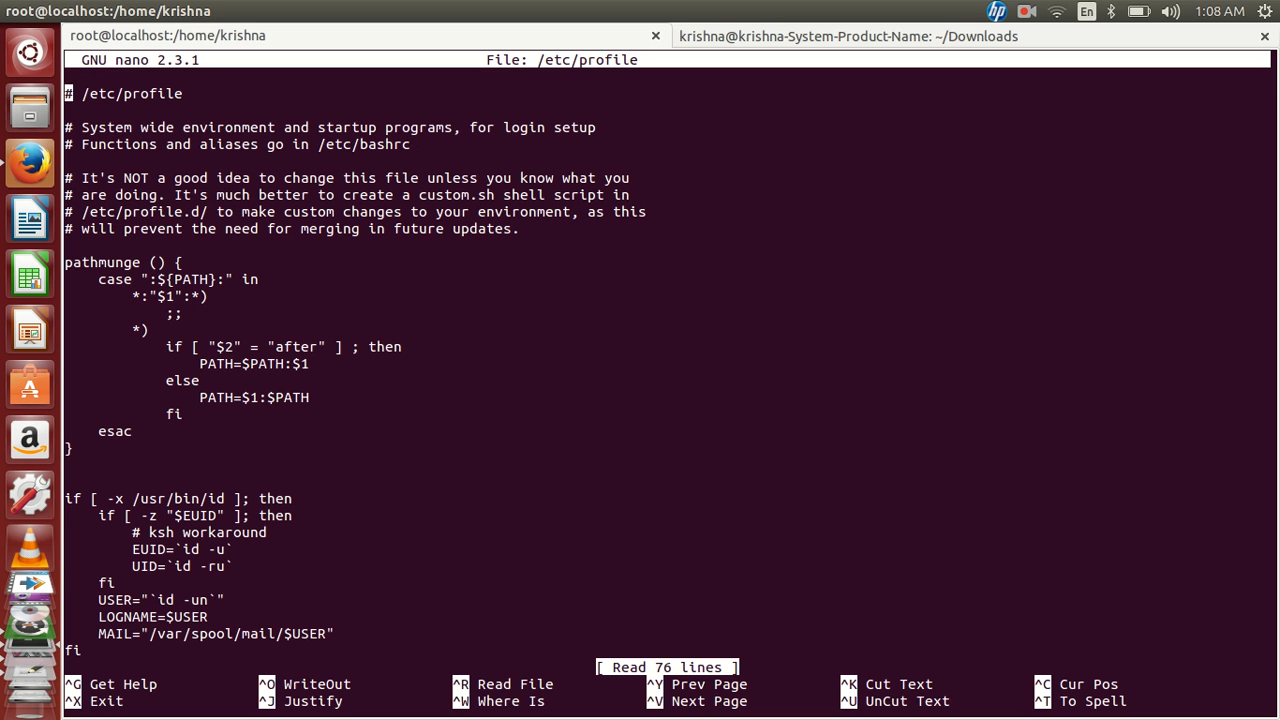 root@localhost:/home/krishna
hp
En
1:08 AM
root@localhost:/home/krishna ×
krishna@krishna-System-Product-Name: ~/Downloads ×
GNU nano 2.3.1 File: /etc/profile
# /etc/profile
# System wide environment and startup programs, for login setup
# Functions and aliases go in /etc/bashrc
# It's NOT a good idea to change this file unless you know what you
# are doing. It's much better to create a custom.sh shell script in
# /etc/profile.d/ to make custom changes to your environment, as this
# will prevent the need for merging in future updates.
pathmunge () {
    case ":${PATH}:" in
        *:"$1":*)
            ;;
        *)
            if [ "$2" = "after" ] ; then
                PATH=$PATH:$1
            else
                PATH=$1:$PATH
            fi
    esac
}
if [ -x /usr/bin/id ]; then
    if [ -z "$EUID" ]; then
        # ksh workaround
        EUID=`id -u`
        UID=`id -ru`
    fi
    USER="`id -un`"
    LOGNAME=$USER
    MAIL="/var/spool/mail/$USER"
fi
[ Read 76 lines ]
^G Get Help ^O WriteOut ^R Read File ^Y Prev Page ^K Cut Text ^C Cur Pos
^X Exit ^J Justify ^W Where Is ^V Next Page ^U UnCut Text ^T To Spell